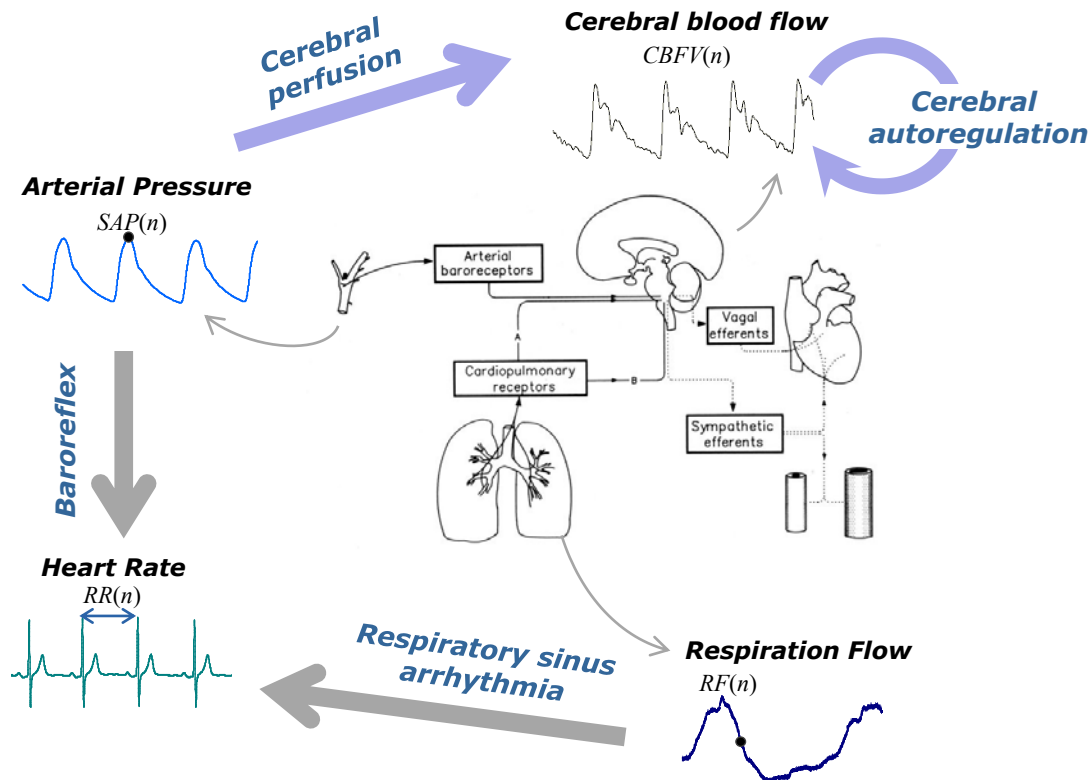 Cerebral blood flow
CBFV(n)
Cerebral
perfusion
Cerebral
autoregulation
Arterial Pressure
SAP(n)
Arterial
baroreceptors
Vagal
efferents
A
Cardiopulmonary
receptors
B
Sympathetic
efferents
Baroreflex
Heart Rate
RR(n)
Respiratory sinus
arrhythmia
Respiration Flow
RF(n)